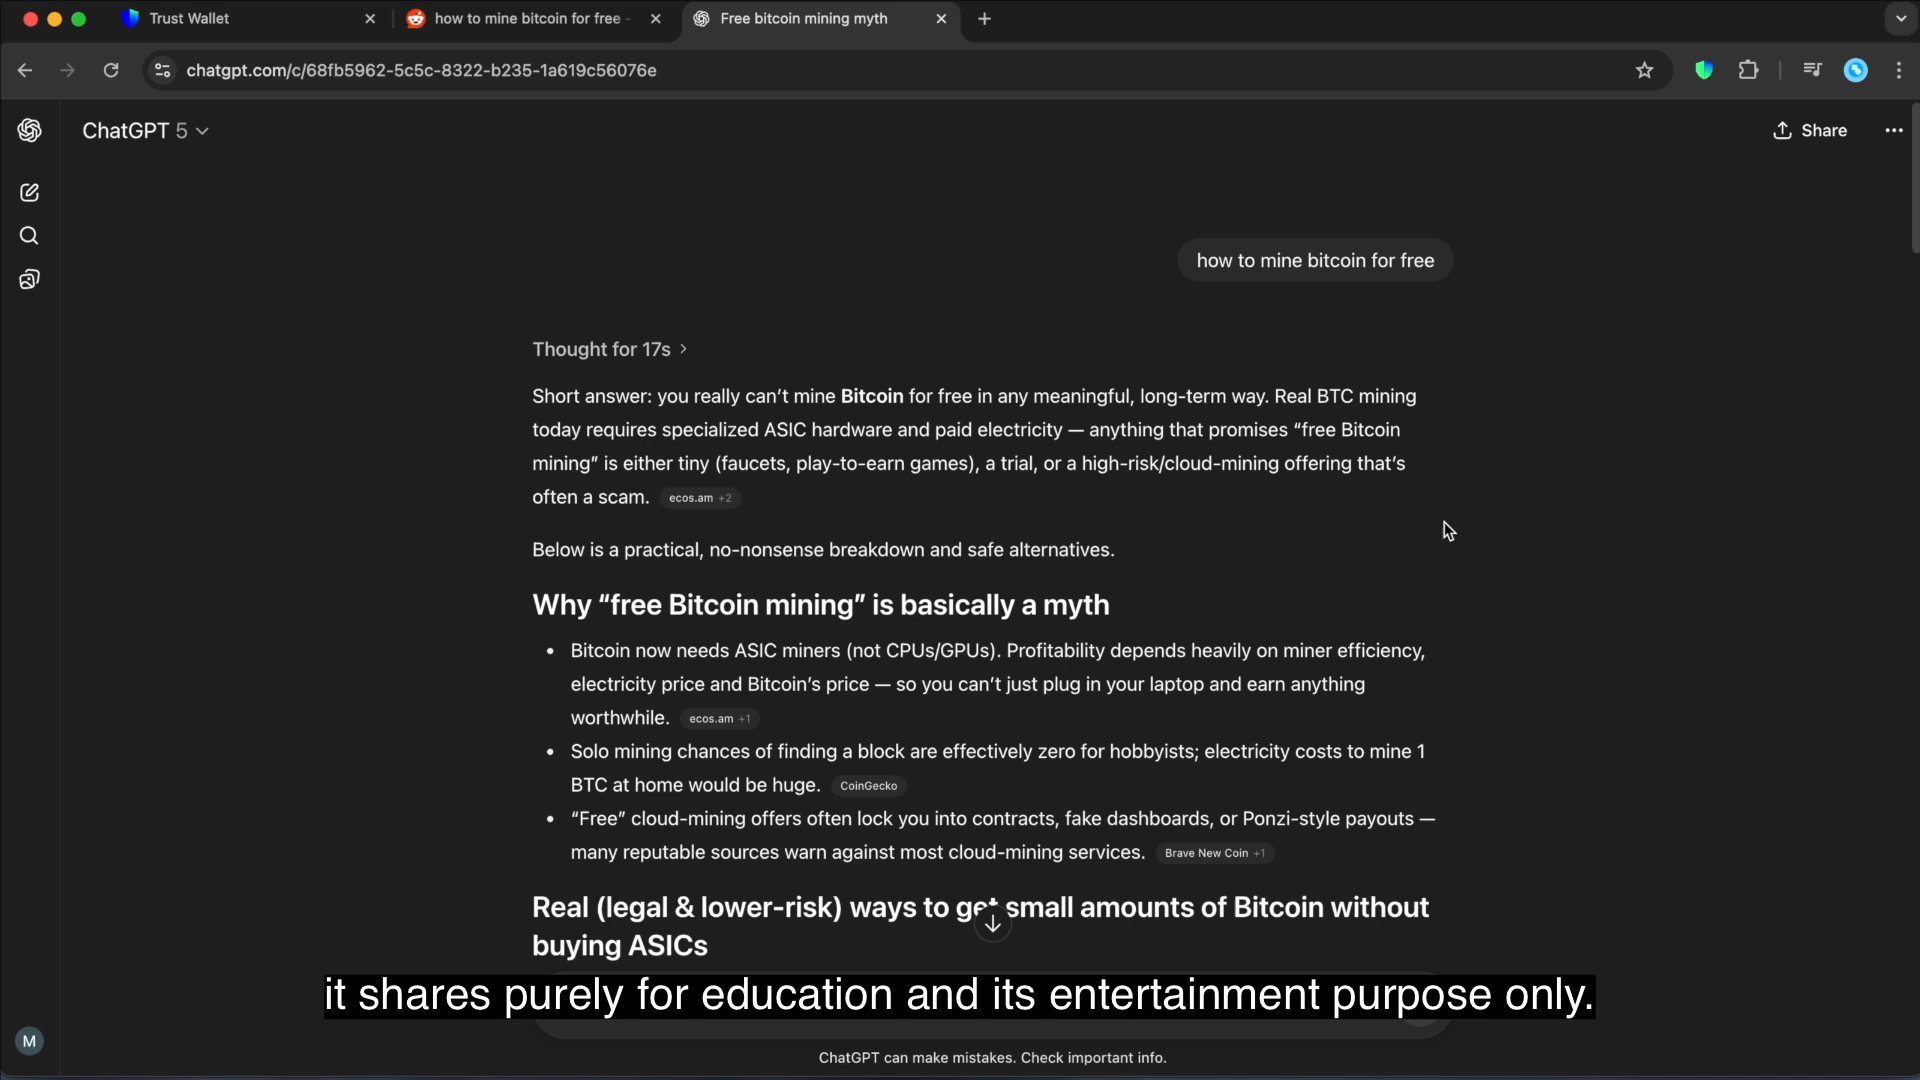 Trust Wallet
how to mine bitcoin for free -
Free bitcoin mining myth
chatgpt.com/c/68fb5962-5c5c-8322-b235-1a619c56076e
ChatGPT 5
Share
how to mine bitcoin for free
Thought for 17s
Short answer: you really can’t mine Bitcoin for free in any meaningful, long-term way. Real BTC mining
today requires specialized ASIC hardware and paid electricity — anything that promises “free Bitcoin
mining” is either tiny (faucets, play-to-earn games), a trial, or a high-risk/cloud-mining offering that’s
often a scam. ecos.am +2
Below is a practical, no-nonsense breakdown and safe alternatives.
Why “free Bitcoin mining” is basically a myth
• Bitcoin now needs ASIC miners (not CPUs/GPUs). Profitability depends heavily on miner efficiency,
electricity price and Bitcoin’s price — so you can’t just plug in your laptop and earn anything
worthwhile. ecos.am +1
• Solo mining chances of finding a block are effectively zero for hobbyists; electricity costs to mine 1
BTC at home would be huge. CoinGecko
• “Free” cloud-mining offers often lock you into contracts, fake dashboards, or Ponzi-style payouts —
many reputable sources warn against most cloud-mining services. Brave New Coin +1
Real (legal & lower-risk) ways to get small amounts of Bitcoin without
buying ASICs
it shares purely for education and its entertainment purpose only.
M
ChatGPT can make mistakes. Check important info.